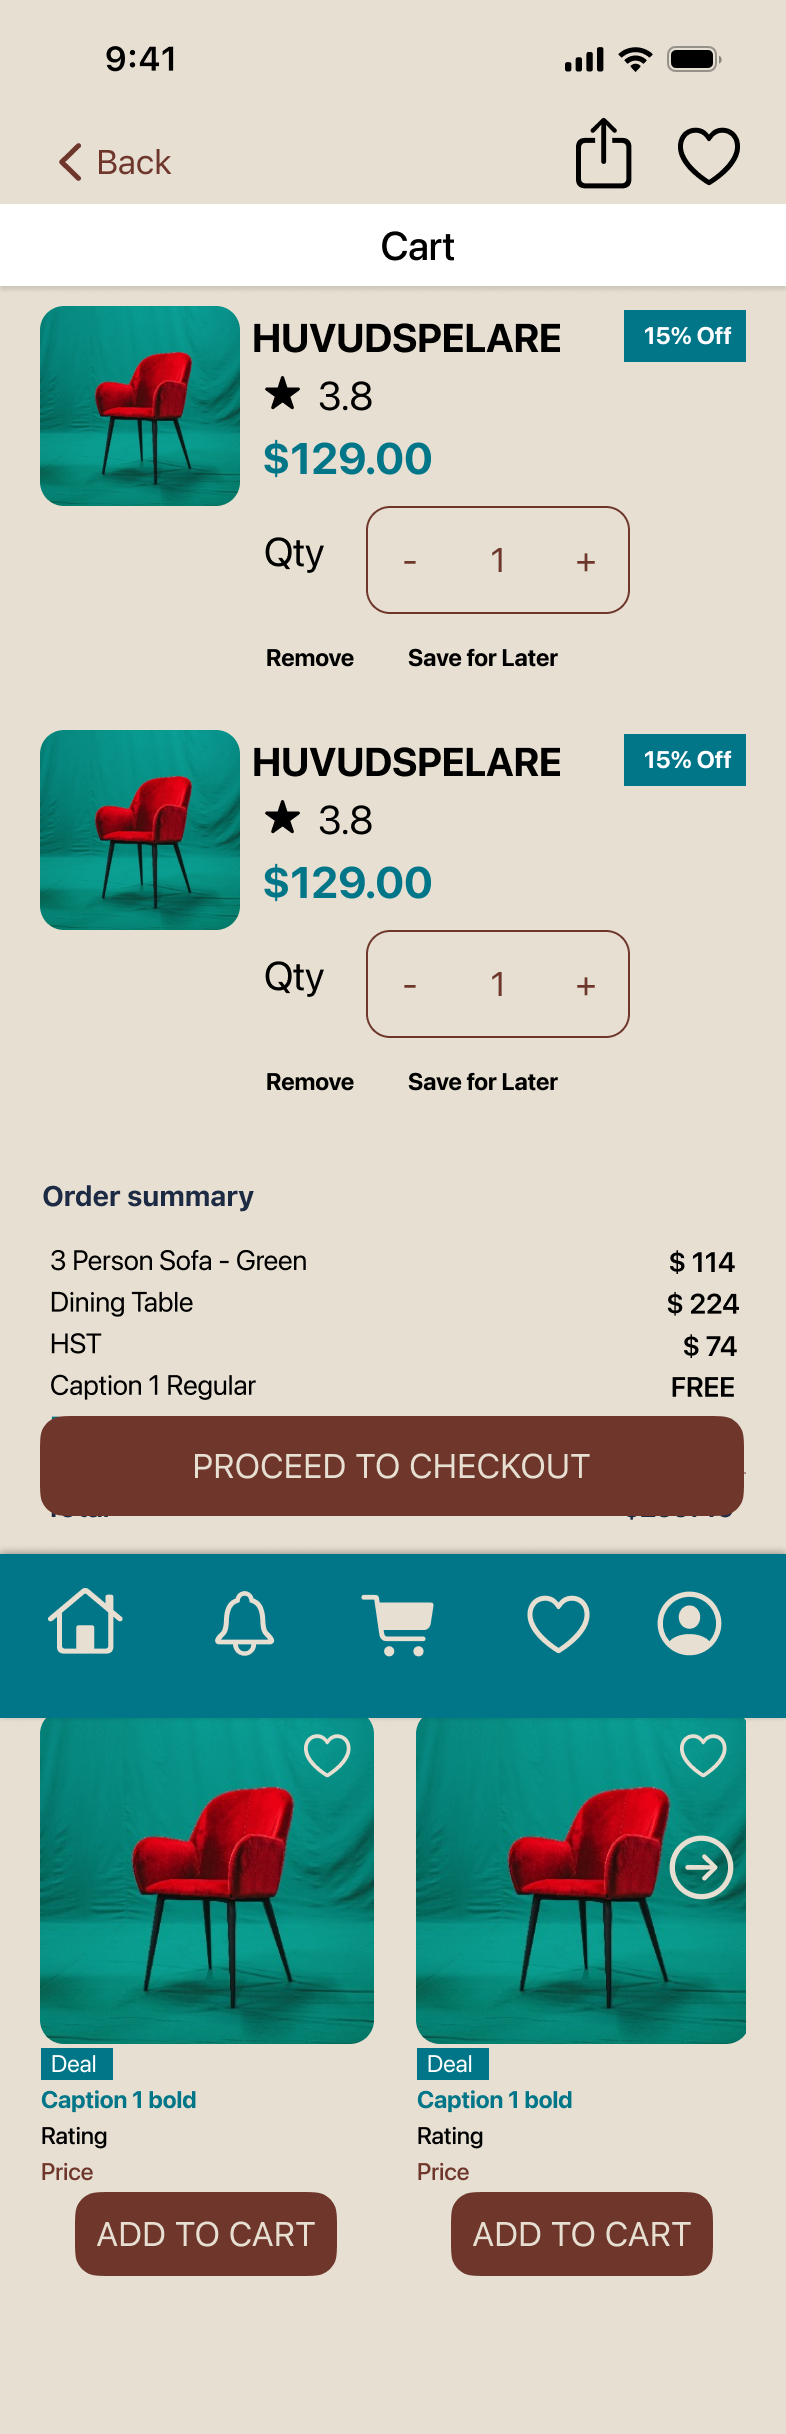 9:41
Back
Cart
HUVUDSPELARE
15% Off
3.8
$129.00
Qty
- 1 +
Remove Save for Later
HUVUDSPELARE
15% Off
3.8
$129.00
Qty
- 1 +
Remove Save for Later
Order summary
3 Person Sofa - Green $ 114
Dining Table $ 224
HST $ 74
Caption 1 Regular FREE
PROCEED TO CHECKOUT
Total
Deal Deal
Caption 1 bold Caption 1 bold
Rating Rating
Price Price
ADD TO CART ADD TO CART